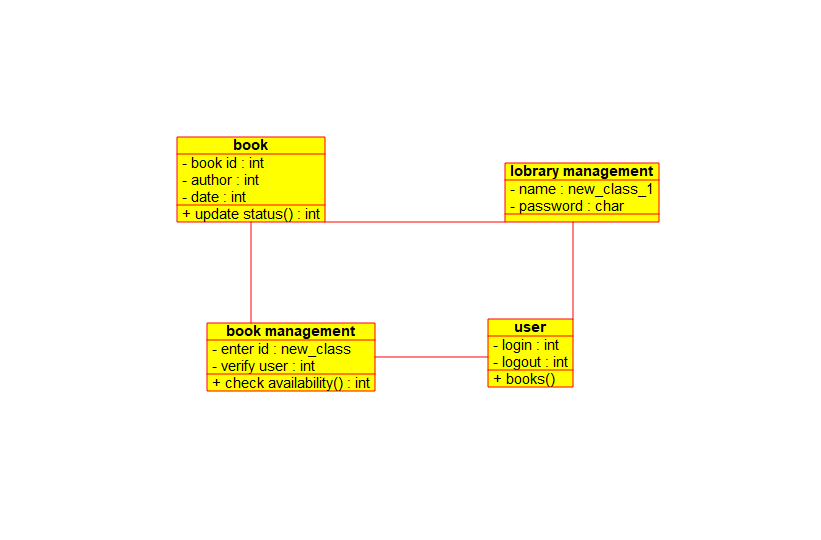 book
- book id : int
- author : int
- date : int
+ update status() : int
lobrary management
- name : new_class_1
- password : char
book management
- enter id : new_class
- verify user : int
+ check availability() : int
user
- login : int
- logout : int
+ books()